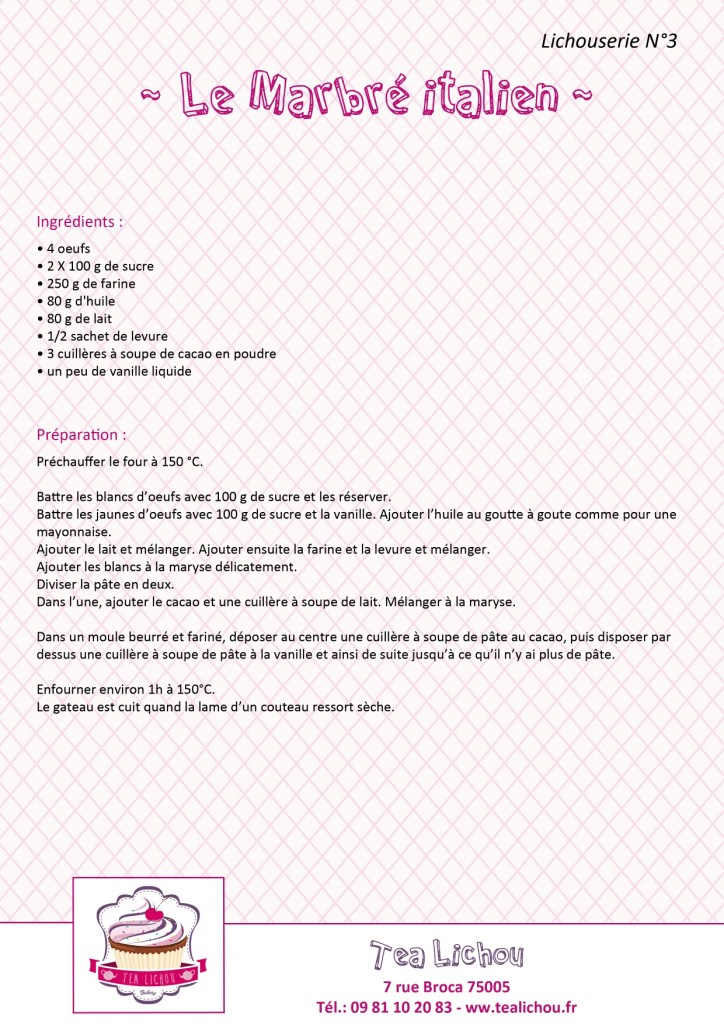 Lichouserie N°3
~ Le Marbré italien ~
Ingrédients :
• 4 oeufs
• 2 X 100 g de sucre
• 250 g de farine
• 80 g d'huile
• 80 g de lait
• 1/2 sachet de levure
• 3 cuillères à soupe de cacao en poudre
• un peu de vanille liquide
Préparation :
Préchauffer le four à 150 °C.
Battre les blancs d’oeufs avec 100 g de sucre et les réserver.
Battre les jaunes d’oeufs avec 100 g de sucre et la vanille. Ajouter l’huile au goutte à goute comme pour une
mayonnaise.
Ajouter le lait et mélanger. Ajouter ensuite la farine et la levure et mélanger.
Ajouter les blancs à la maryse délicatement.
Diviser la pâte en deux.
Dans l’une, ajouter le cacao et une cuillère à soupe de lait. Mélanger à la maryse.
Dans un moule beurré et fariné, déposer au centre une cuillère à soupe de pâte au cacao, puis disposer par
dessus une cuillère à soupe de pâte à la vanille et ainsi de suite jusqu’à ce qu’il n’y ai plus de pâte.
Enfourner environ 1h à 150°C.
Le gateau est cuit quand la lame d’un couteau ressort sèche.
TEA LICHOU
Tea Lichou
7 rue Broca 75005
Tél.: 09 81 10 20 83 - www.tealichou.fr